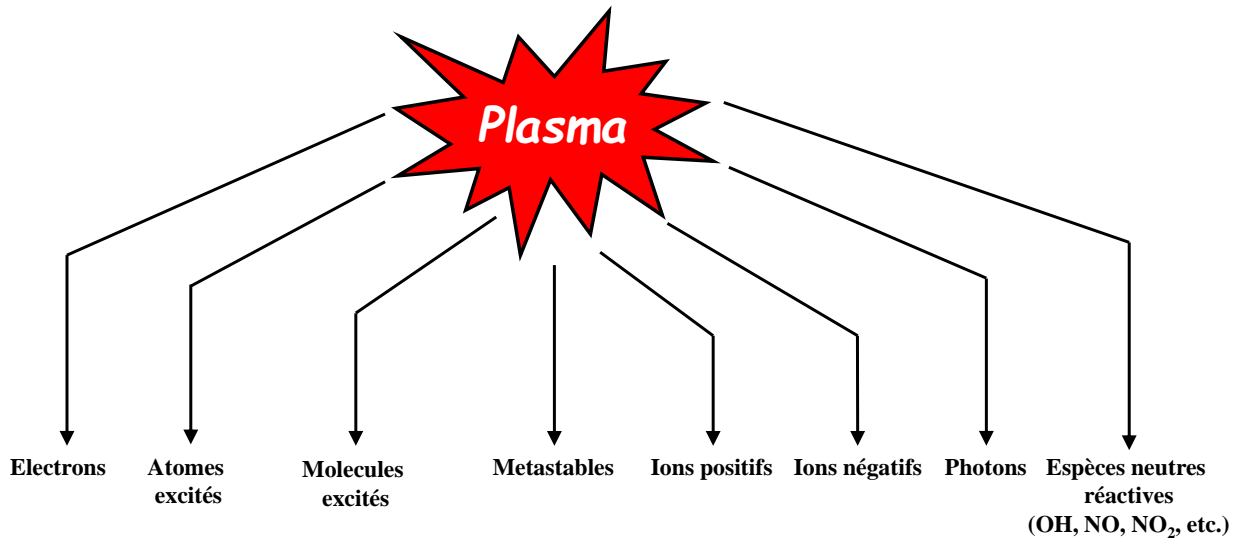 Plasma
Electrons
Atomes
excités
Molecules
excités
Metastables
Ions positifs
Ions négatifs
Photons
Espèces neutres
réactives
(OH, NO, NO₂, etc.)